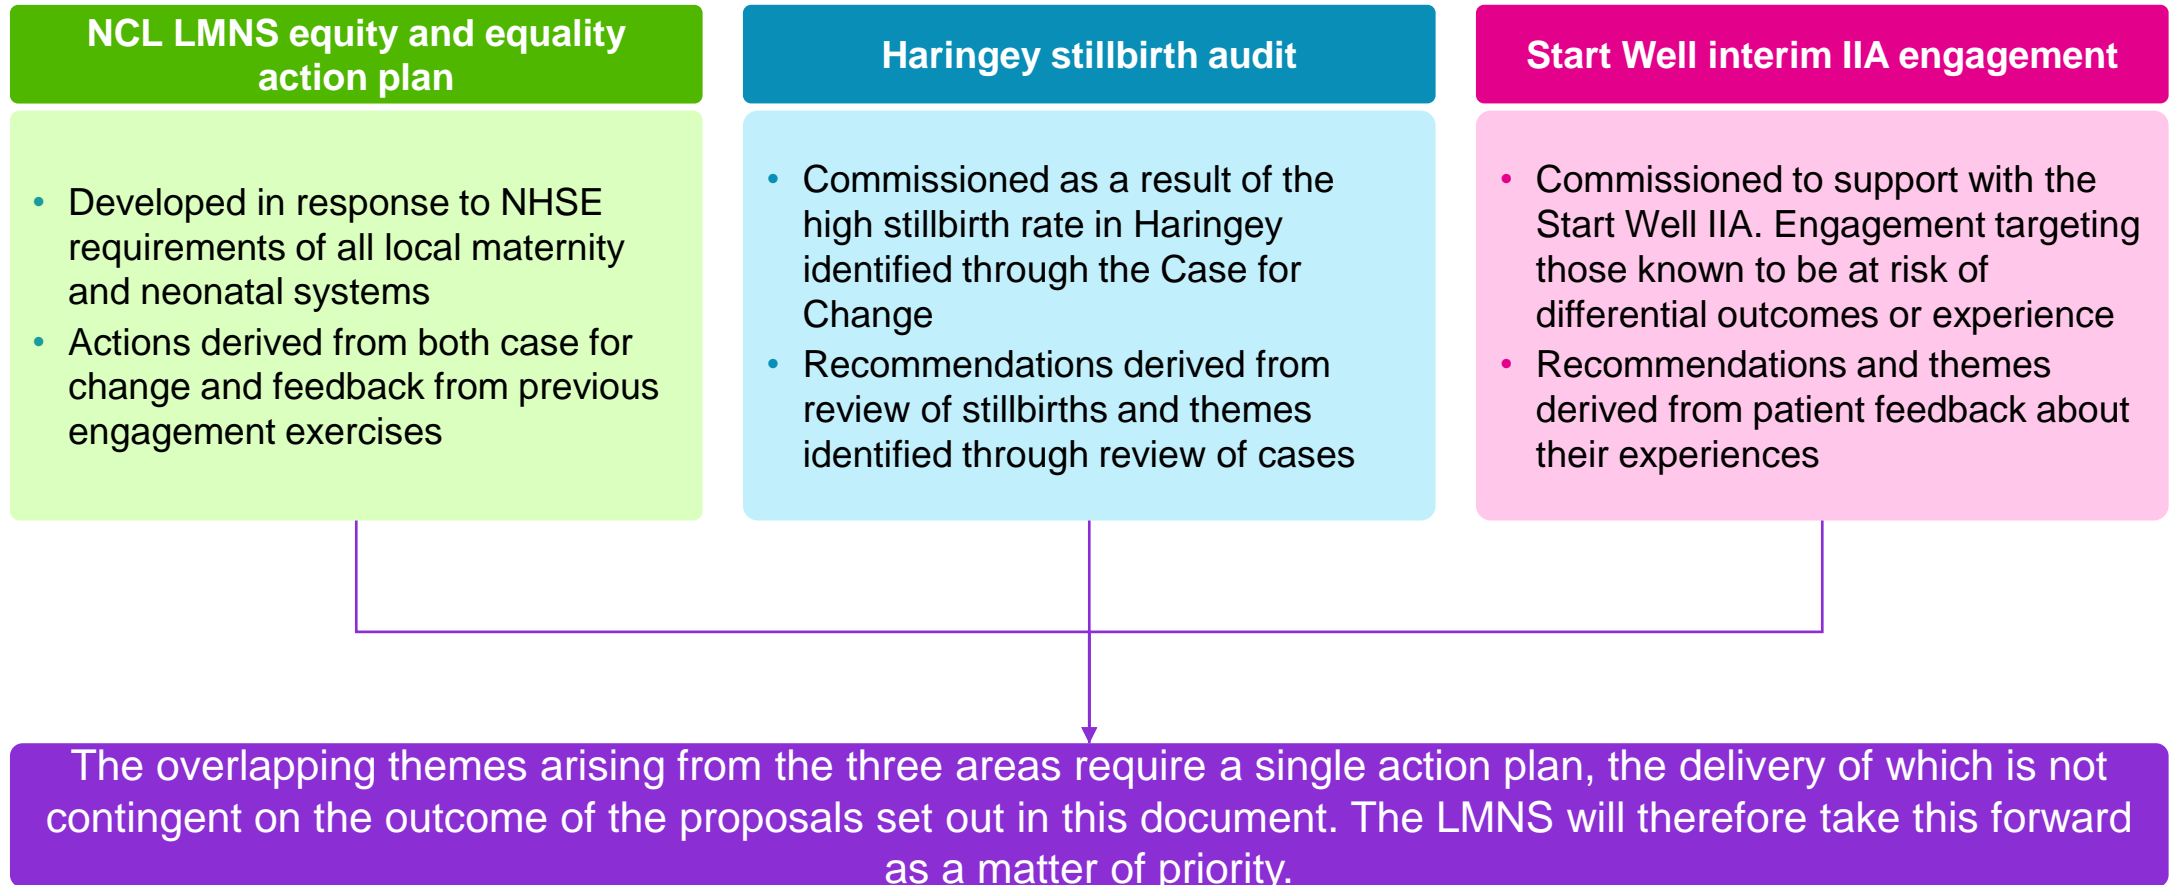 NCL LMNS equity and equality
action plan
• Developed in response to NHSE
requirements of all local maternity
and neonatal systems
• Actions derived from both case for
change and feedback from previous
engagement exercises
Haringey stillbirth audit
• Commissioned as a result of the
high stillbirth rate in Haringey
identified through the Case for
Change
• Recommendations derived from
review of stillbirths and themes
identified through review of cases
Start Well interim IIA engagement
• Commissioned to support with the
Start Well IIA. Engagement targeting
those known to be at risk of
differential outcomes or experience
• Recommendations and themes
derived from patient feedback about
their experiences
The overlapping themes arising from the three areas require a single action plan, the delivery of which is not
contingent on the outcome of the proposals set out in this document. The LMNS will therefore take this forward
as a matter of priority.